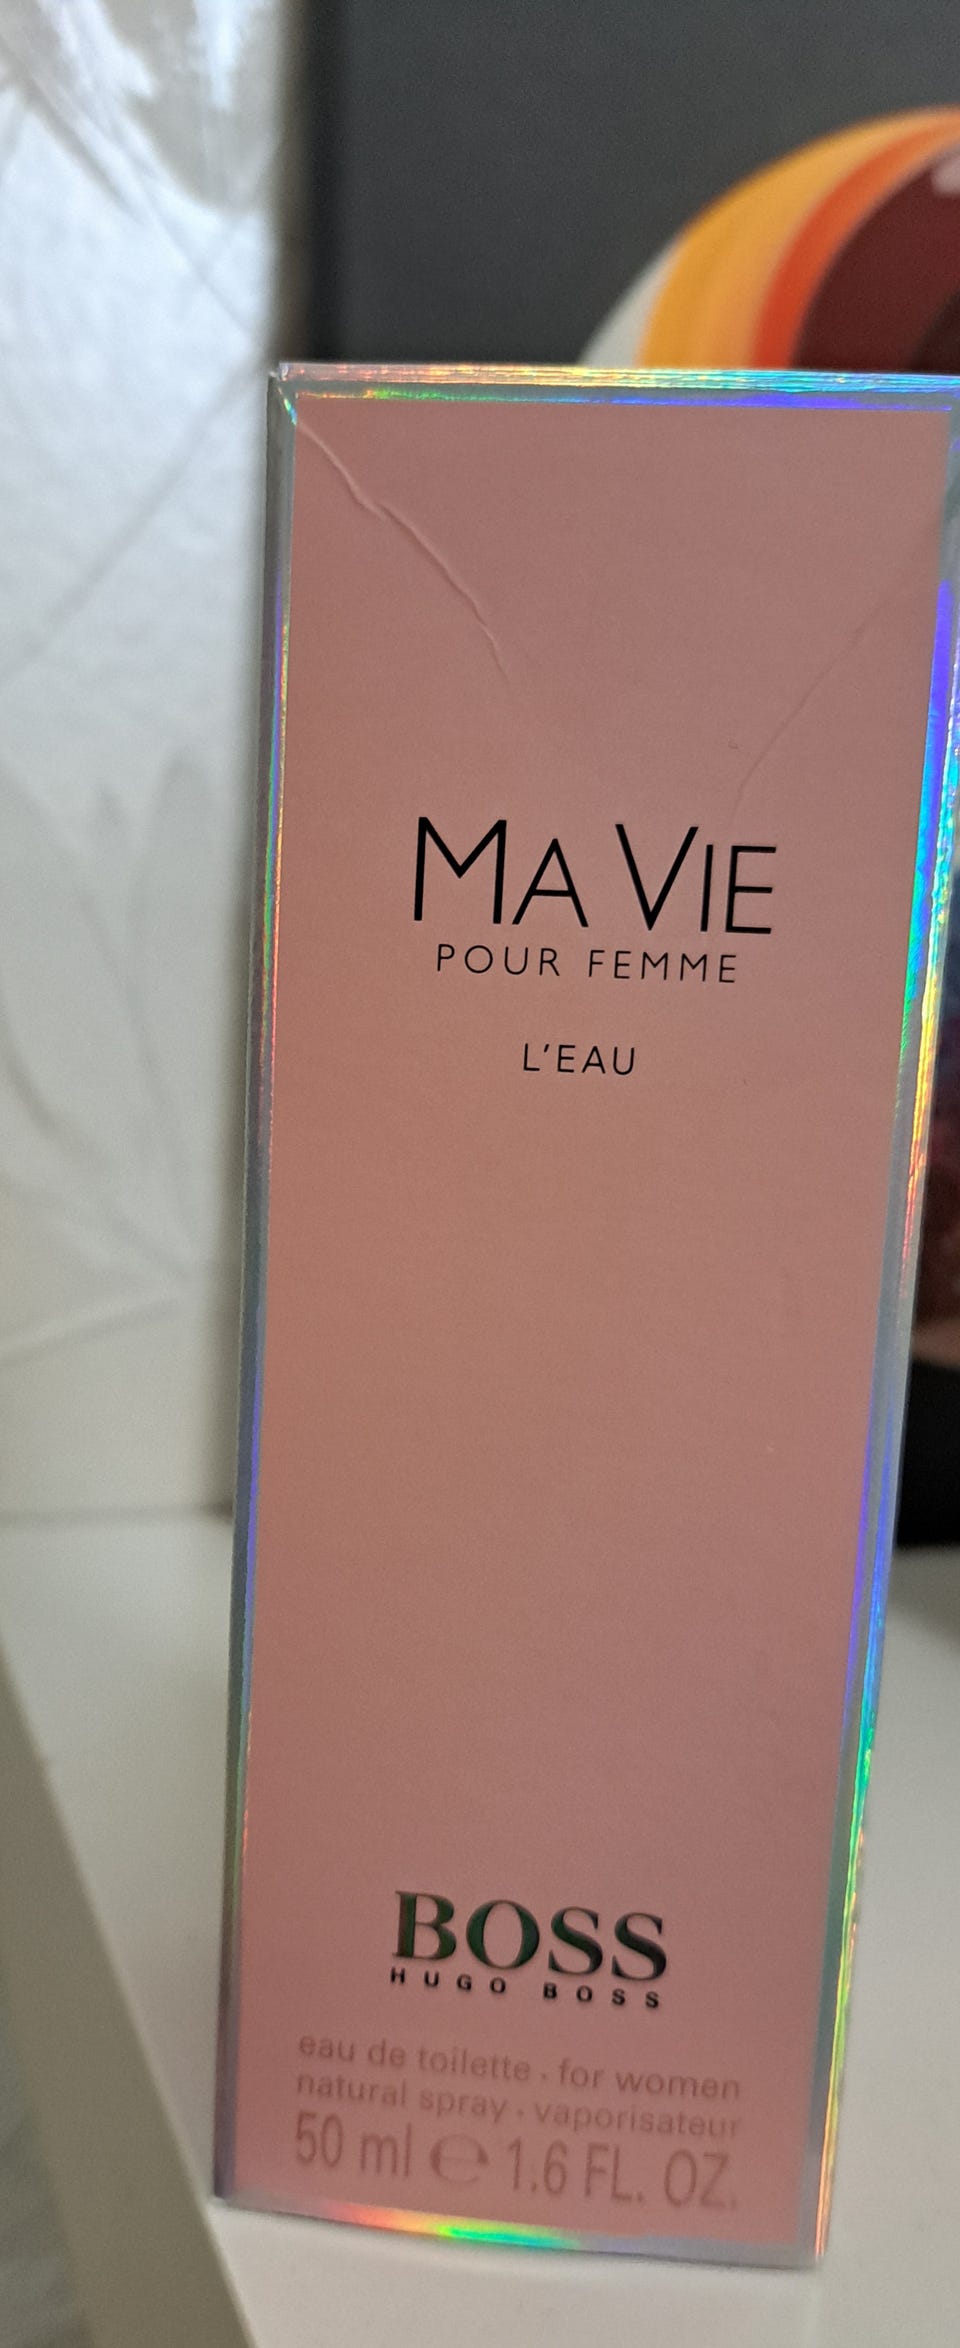 MA VIE
POUR FEMME
L'EAU
BOSS
HUGO BOSS
eau de toilette . for women
natural spray . vaporisateur
50 ml ℮ 1.6 FL. OZ.